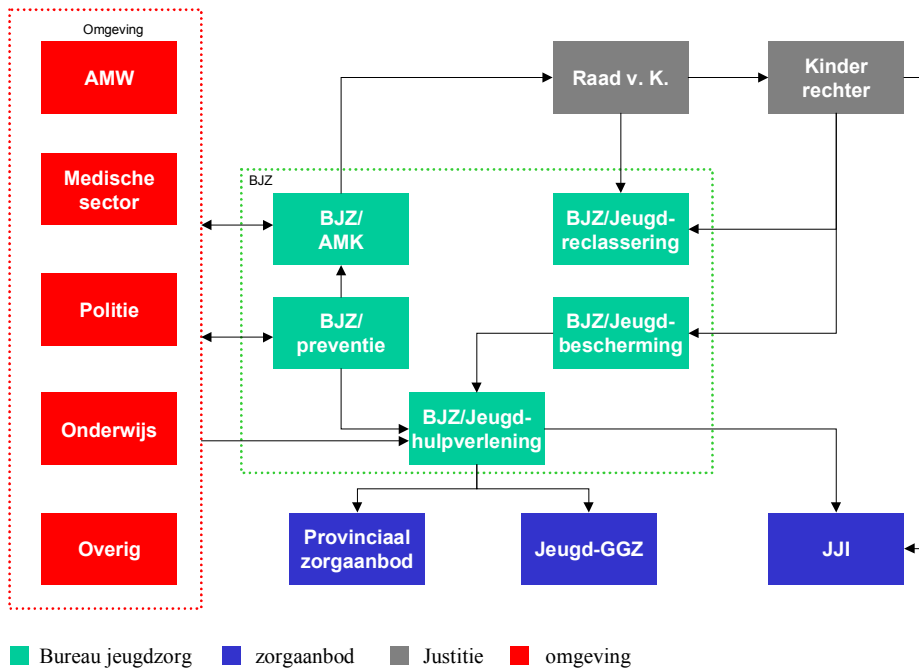 Omgeving
AMW
Medische
sector
Politie
Onderwijs
Overig
BJZ
BJZ/
AMK
BJZ/
preventie
Raad v. K.
Kinder
rechter
BJZ/Jeugd-
reclassering
BJZ/Jeugd-
bescherming
BJZ/Jeugd-
hulpverlening
Provinciaal
zorgaanbod
Jeugd-GGZ
JJI
Bureau jeugdzorg
zorgaanbod
Justitie
omgeving